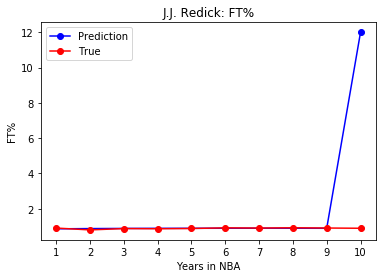 J.J. Redick: FT%
Prediction
True
FT%
12
10
8
6
4
2
1 2 3 4 5 6 7 8 9 10
Years in NBA